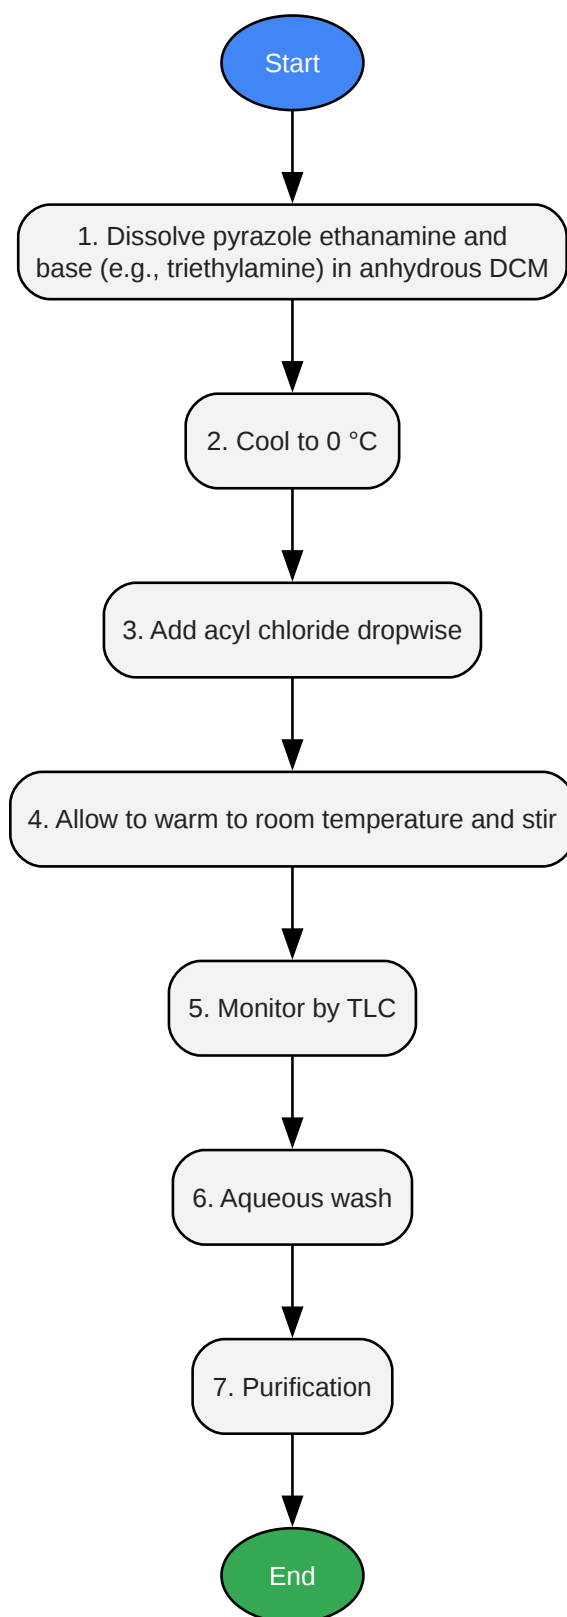 Start
1. Dissolve pyrazole ethanamine and
base (e.g., triethylamine) in anhydrous DCM
2. Cool to 0 °C
3. Add acyl chloride dropwise
4. Allow to warm to room temperature and stir
5. Monitor by TLC
6. Aqueous wash
7. Purification
End